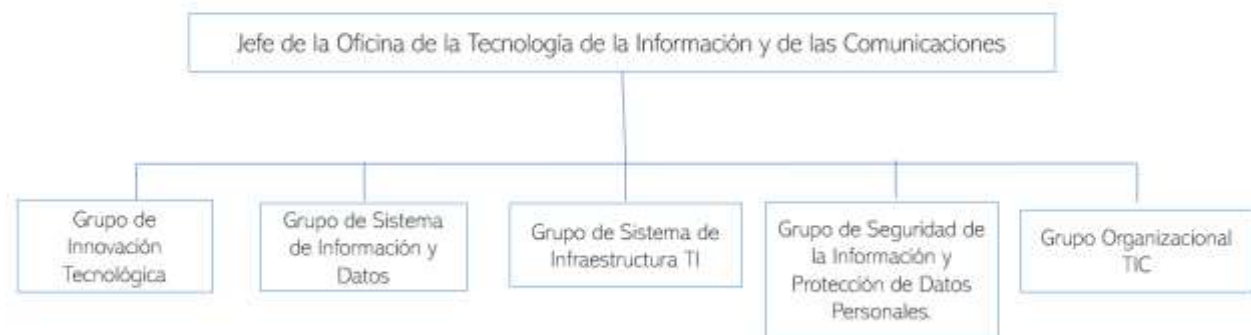 Jefe de la Oficina de la Tecnología de la Información y de las Comunicaciones
Grupo de
Innovación
Tecnológica
Grupo de Sistema
de Información y
Datos
Grupo de Sistema de
Infraestructura TI
Grupo de Seguridad de
la Información y
Protección de Datos
Personales.
Grupo Organizacional
TIC